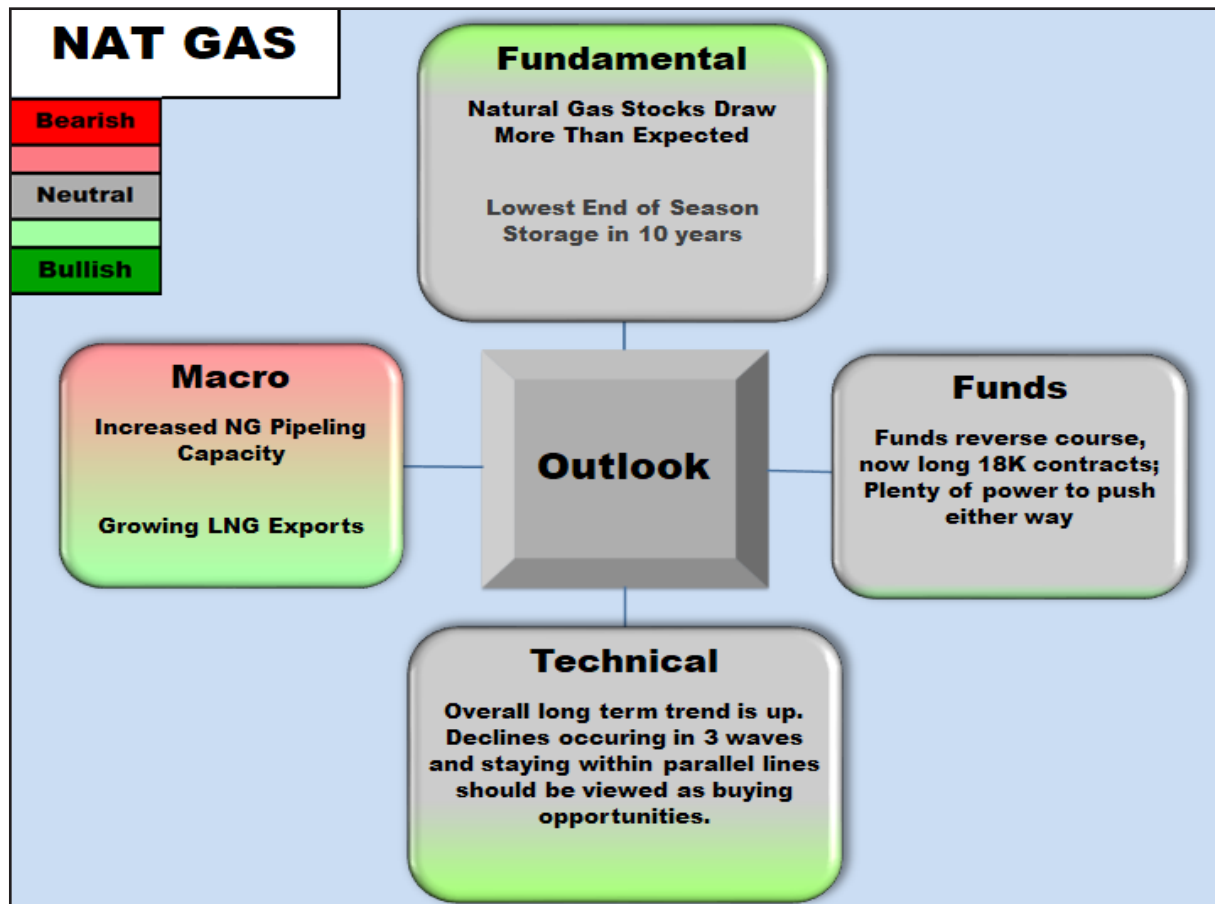 NAT GAS
Bearish
Neutral
Bullish
Fundamental
Natural Gas Stocks Draw
More Than Expected
Lowest End of Season
Storage in 10 years
Macro
Increased NG Pipeling
Capacity
Growing LNG Exports
Outlook
Funds
Funds reverse course,
now long 18K contracts;
Plenty of power to push
either way
Technical
Overall long term trend is up.
Declines occuring in 3 waves
and staying within parallel lines
should be viewed as buying
opportunities.